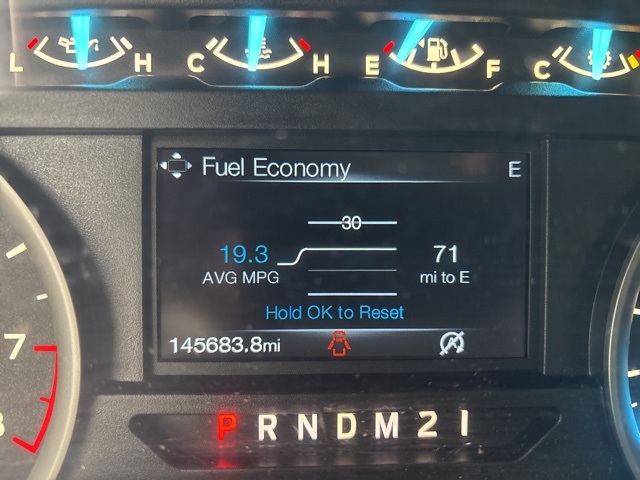 L H C H E F C
Fuel Economy E
30
19.3 71
AVG MPG mi to E
Hold OK to Reset
145683.8mi
7
8
P R N D M 2 1